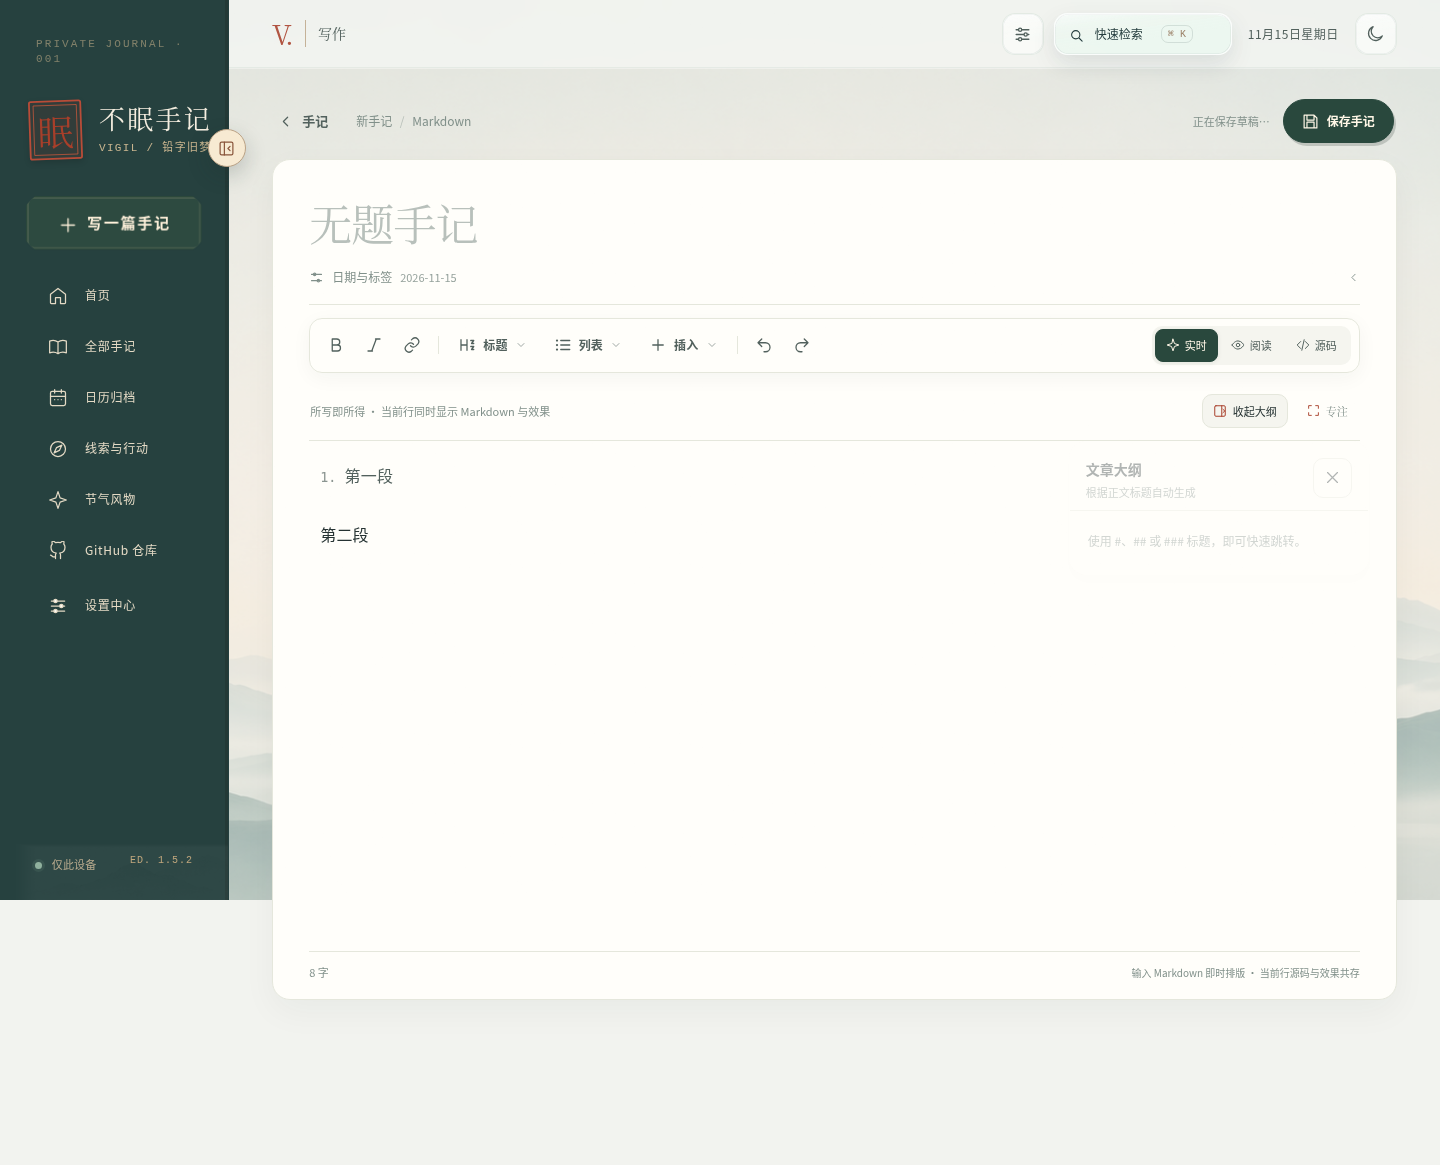 PRIVATE JOURNAL ·
001
眠
不眠手记
VIGIL / 铅字旧梦
写一篇手记
首页
全部手记
日历归档
线索与行动
节气风物
GitHub 仓库
设置中心
仅此设备
ED. 1.5.2
V.
写作
快速检索
⌘ K
11月15日星期日
手记
新手记 / Markdown
正在保存草稿…
保存手记
无题手记
日期与标签 2026-11-15
标题
列表
插入
实时
阅读
源码
所写即所得 · 当前行同时显示 Markdown 与效果
收起大纲
专注
1. 第一段
第二段
文章大纲
根据正文标题自动生成
使用 #、## 或 ### 标题，即可快速跳转。
8 字
输入 Markdown 即时排版 · 当前行源码与效果共存